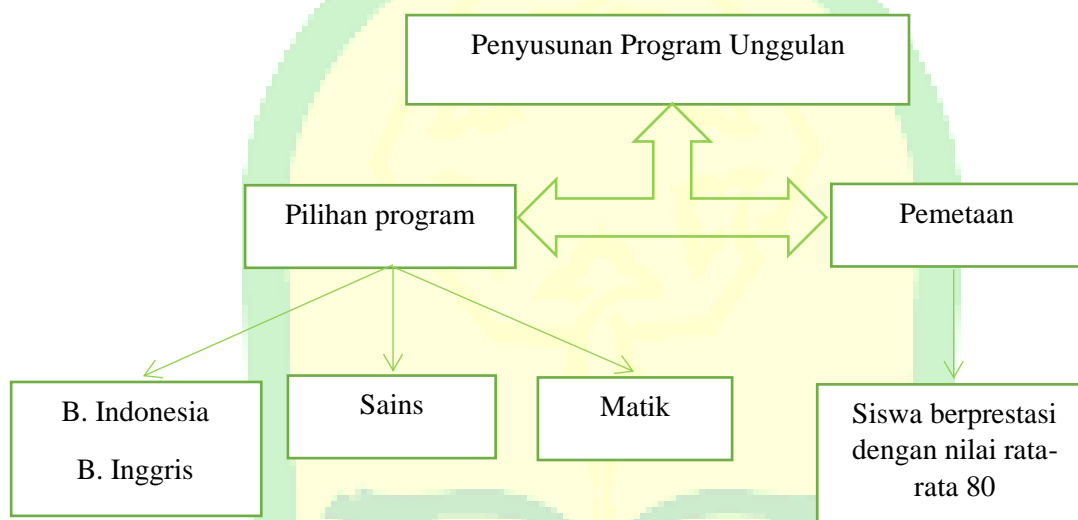 Penyusunan Program Unggulan
Pilihan program
Pemetaan
B. Indonesia
B. Inggris
Sains
Matik
Siswa berprestasi
dengan nilai rata-
rata 80